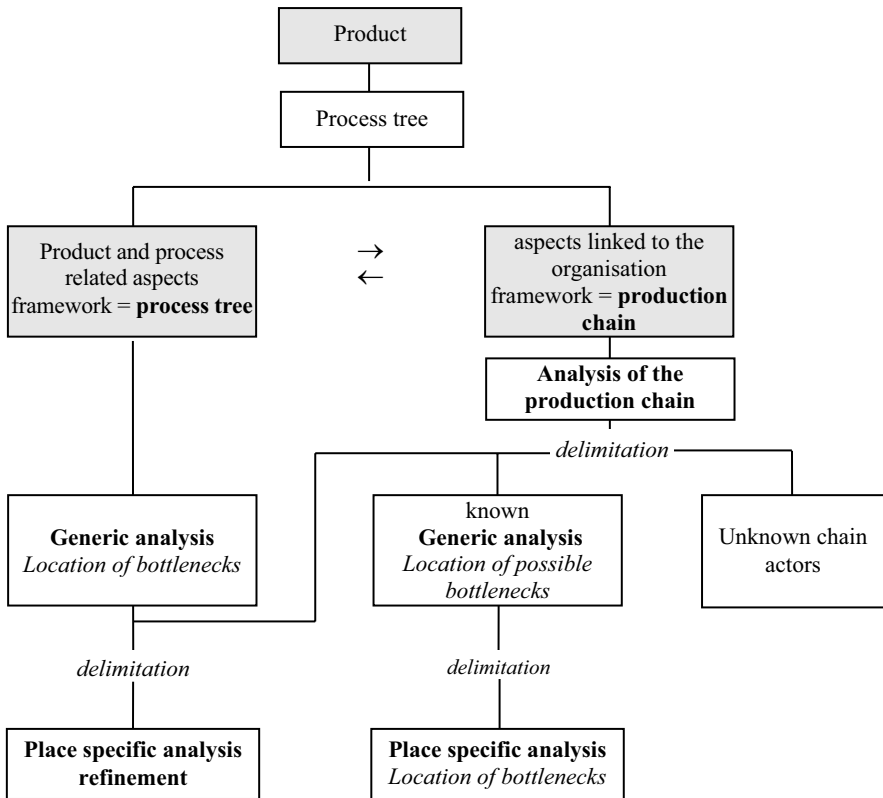 Product
Process tree
Product and process
related aspects
framework = process tree
→
←
aspects linked to the
organisation
framework = production
chain
Analysis of the
production chain
delimitation
Generic analysis
Location of bottlenecks
known
Generic analysis
Location of possible
bottlenecks
Unknown chain
actors
delimitation
delimitation
Place specific analysis
refinement
Place specific analysis
Location of bottlenecks